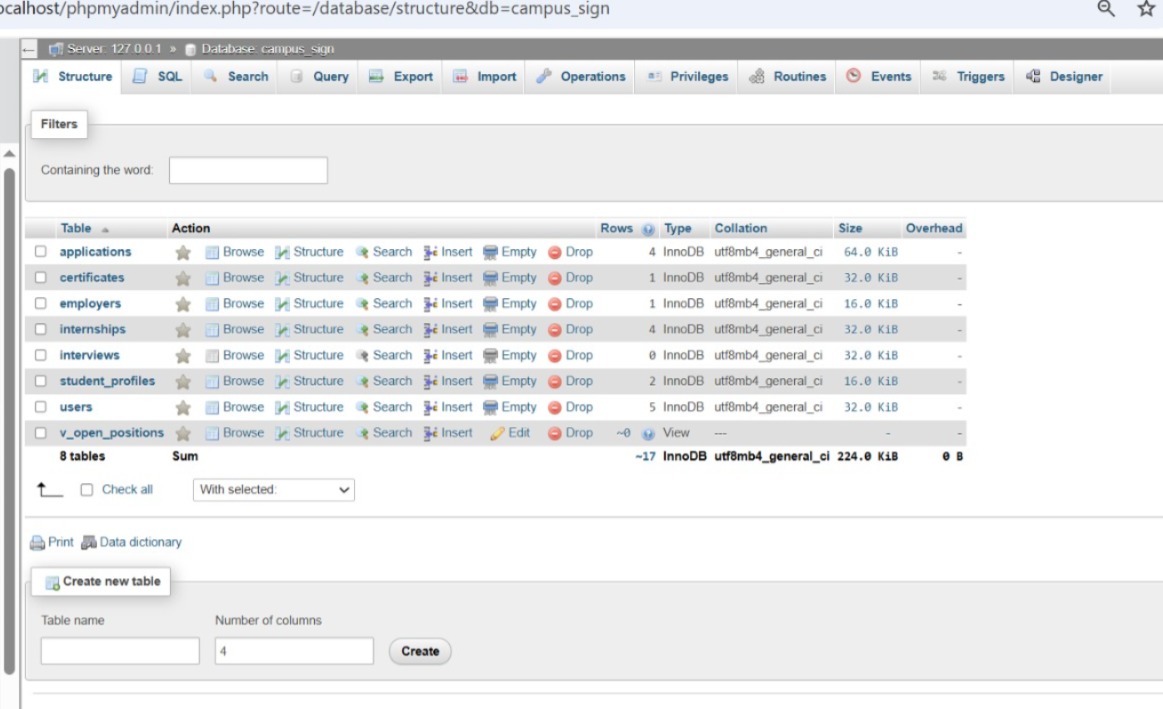 ocalhost/phpmyadmin/index.php?route=/database/structure&db=campus_sign
Server: 127.0.0.1 » Database: campus_sign
Structure SQL Search Query Export Import Operations Privileges Routines Events Triggers Designer
Filters
Containing the word:
Table Action Rows Type Collation Size Overhead
applications Browse Structure Search Insert Empty Drop 4 InnoDB utf8mb4_general_ci 64.0 KiB -
certificates Browse Structure Search Insert Empty Drop 1 InnoDB utf8mb4_general_ci 32.0 KiB -
employers Browse Structure Search Insert Empty Drop 1 InnoDB utf8mb4_general_ci 16.0 KiB -
internships Browse Structure Search Insert Empty Drop 4 InnoDB utf8mb4_general_ci 32.0 KiB -
interviews Browse Structure Search Insert Empty Drop 0 InnoDB utf8mb4_general_ci 32.0 KiB -
student_profiles Browse Structure Search Insert Empty Drop 2 InnoDB utf8mb4_general_ci 16.0 KiB -
users Browse Structure Search Insert Empty Drop 5 InnoDB utf8mb4_general_ci 32.0 KiB -
v_open_positions Browse Structure Search Insert Edit Drop ~0 View --- - -
8 tables Sum ~17 InnoDB utf8mb4_general_ci 224.0 KiB 0 B
Check all With selected:
Print Data dictionary
Create new table
Table name Number of columns
4 Create